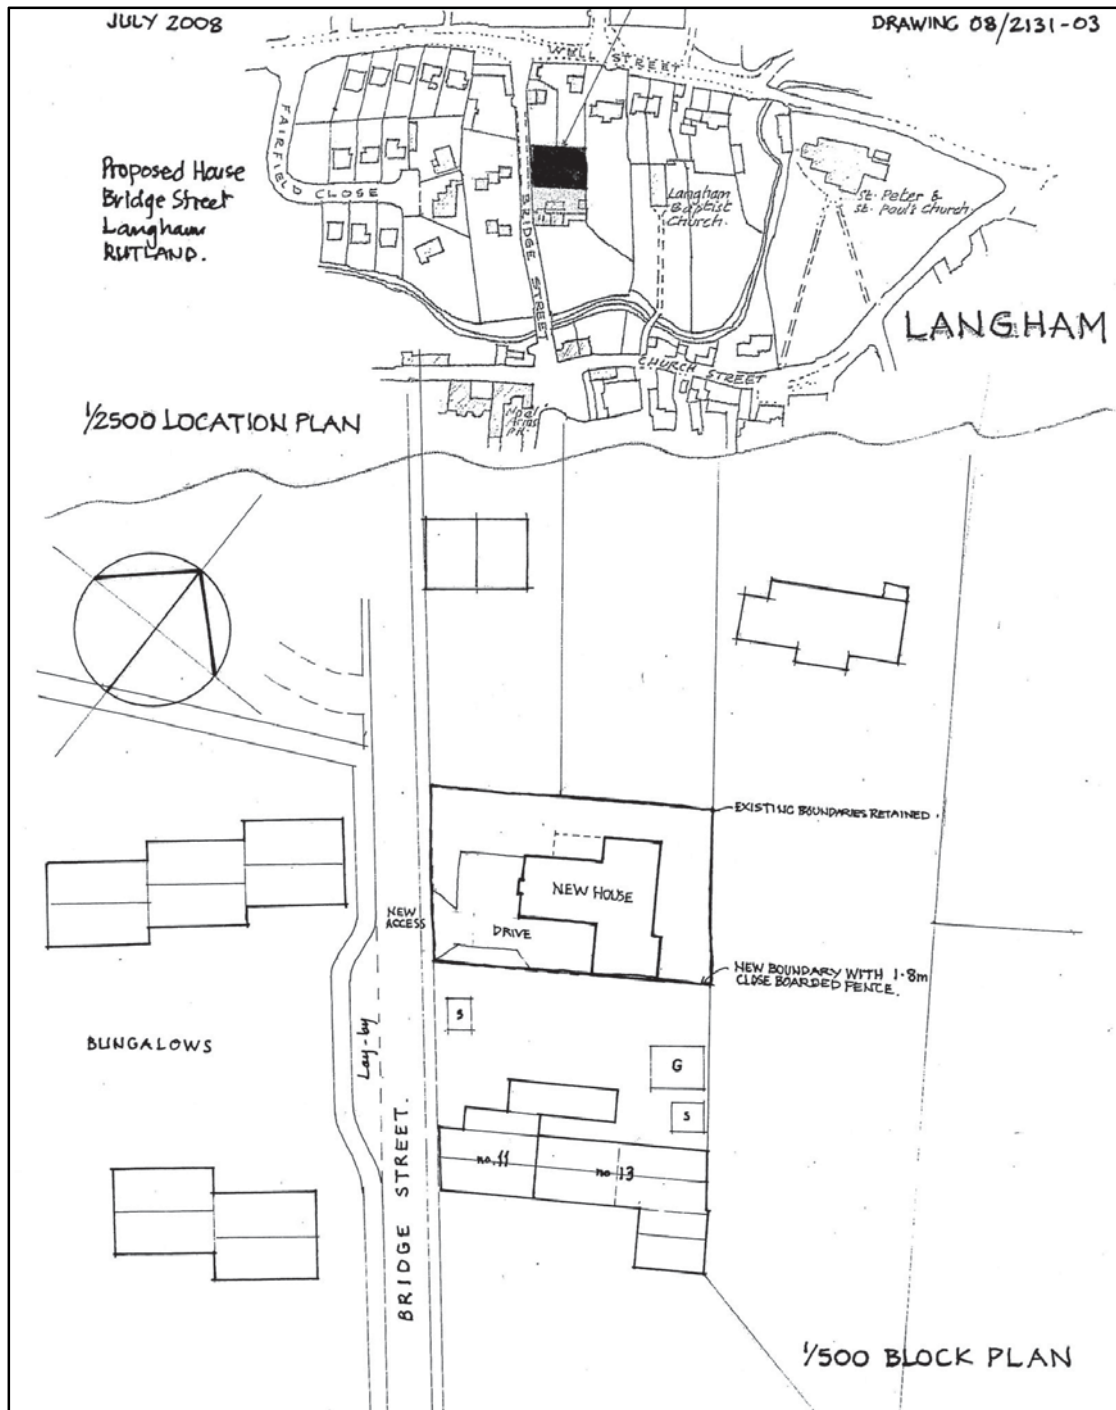 JULY 2008
DRAWING 08/2131-03
WELL STREET
FAIRFIELD CLOSE
Proposed House
Bridge Street
Langham
RUTLAND.
BRIDGE STREET
Langham
Baptist
Church.
St. Peter &
St. Paul's Church.
LANGHAM
CHURCH STREET
Noel
Arms
P.H.
1/2500 LOCATION PLAN
EXISTING BOUNDARIES RETAINED.
NEW HOUSE
NEW
ACCESS
DRIVE
NEW BOUNDARY WITH 1.8m
CLOSE BOARDED FENCE.
S
BUNGALOWS
Lay-by
G
S
BRIDGE STREET.
no.11
no 13
1/500 BLOCK PLAN